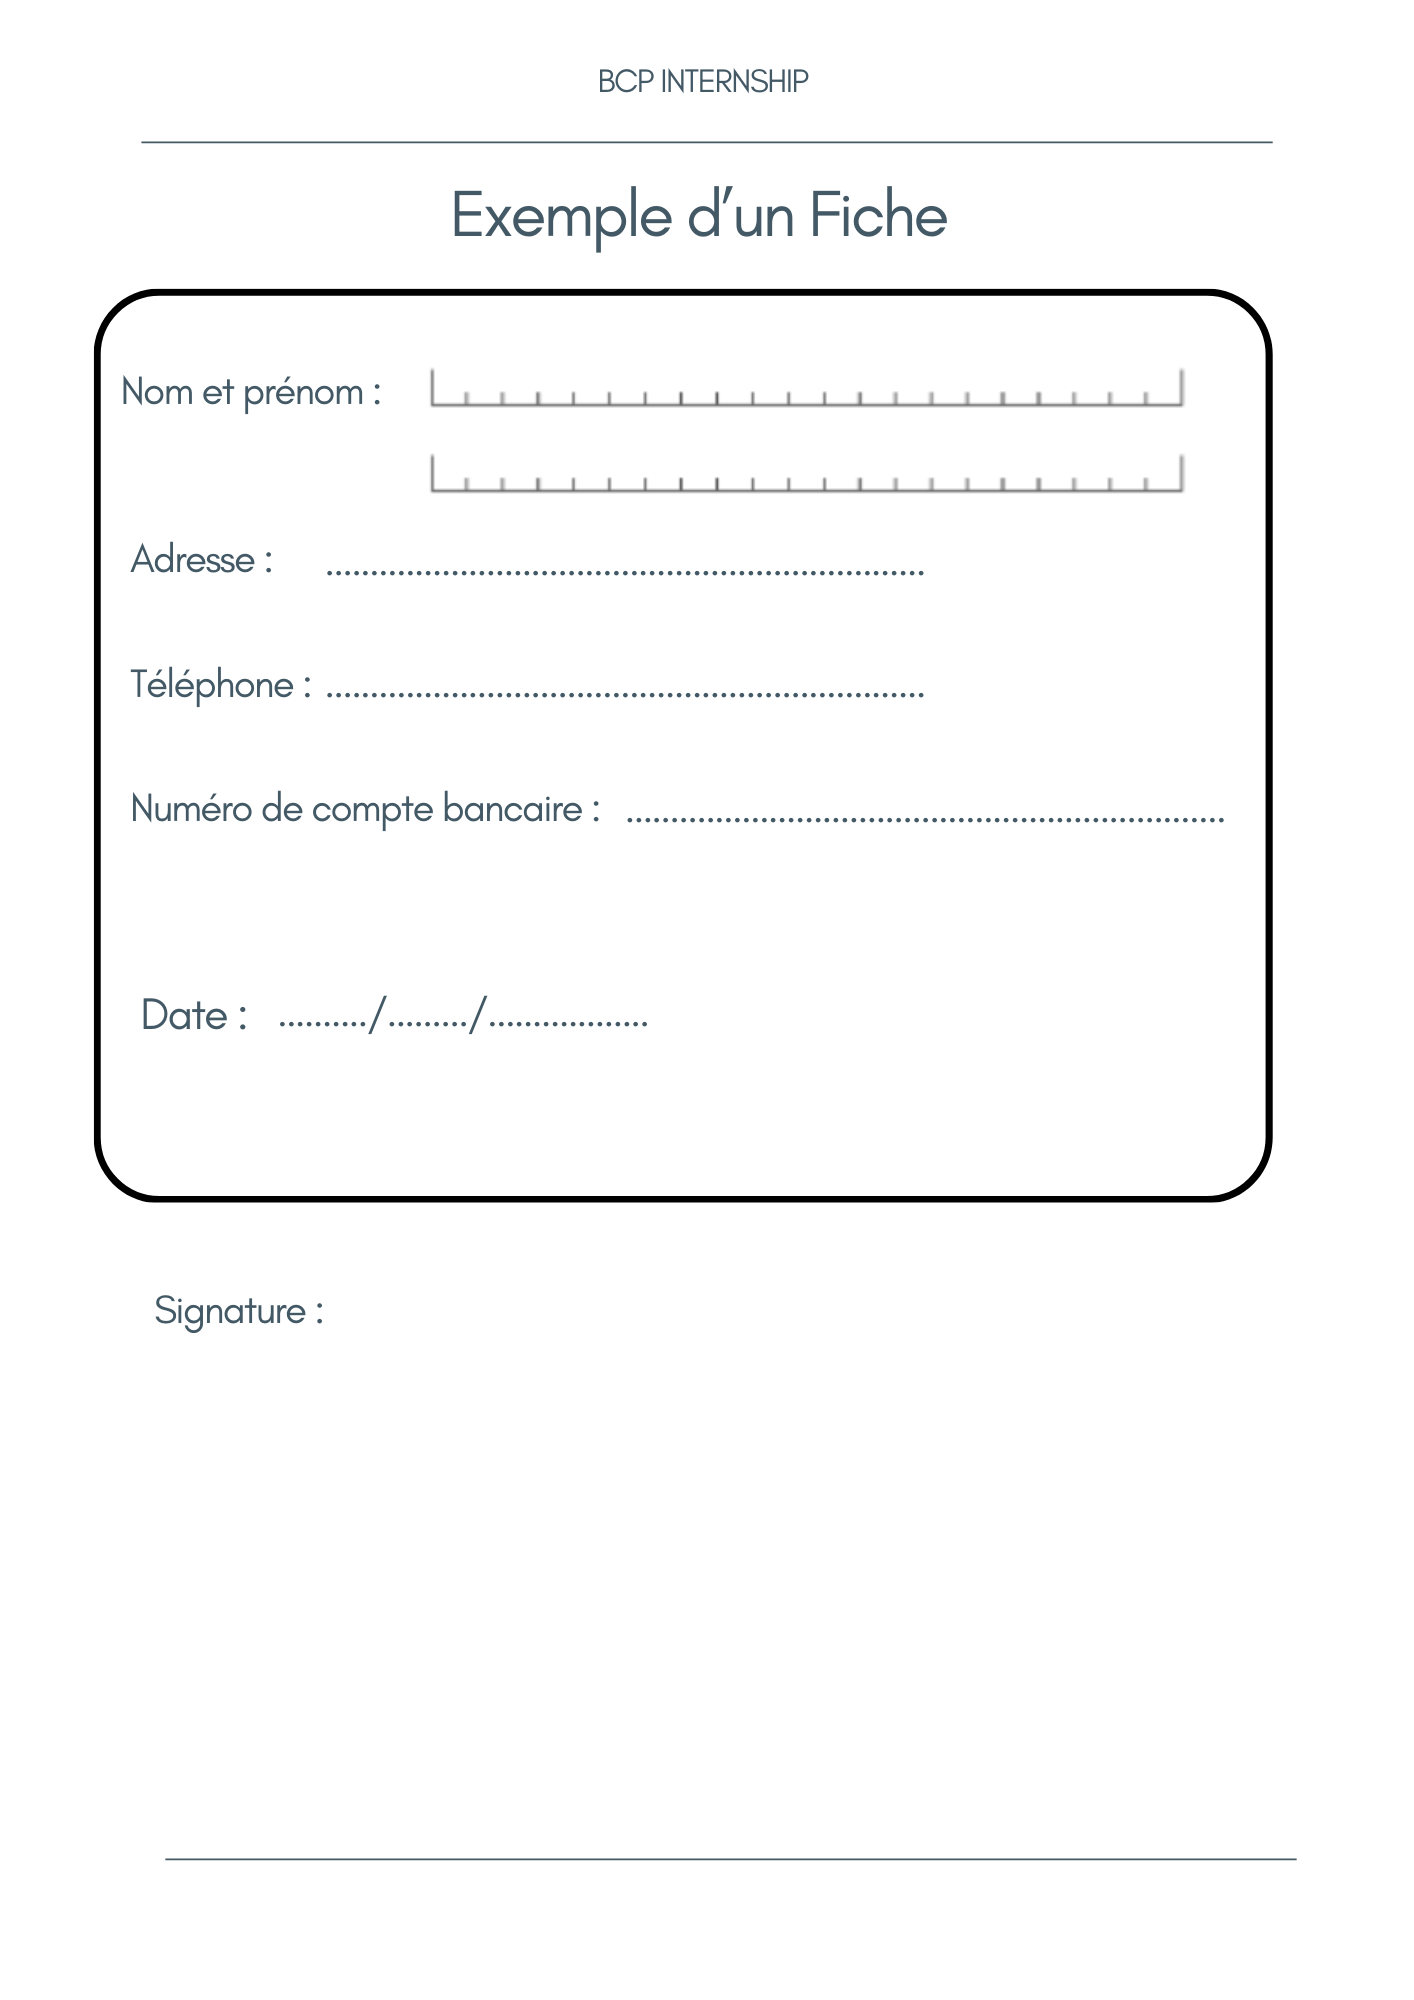 BCP INTERNSHIP
Exemple d’un Fiche
Nom et prénom :
Adresse : ..................................................................
Téléphone : ..................................................................
Numéro de compte bancaire : ..................................................................
Date : ........../........./..................
Signature :